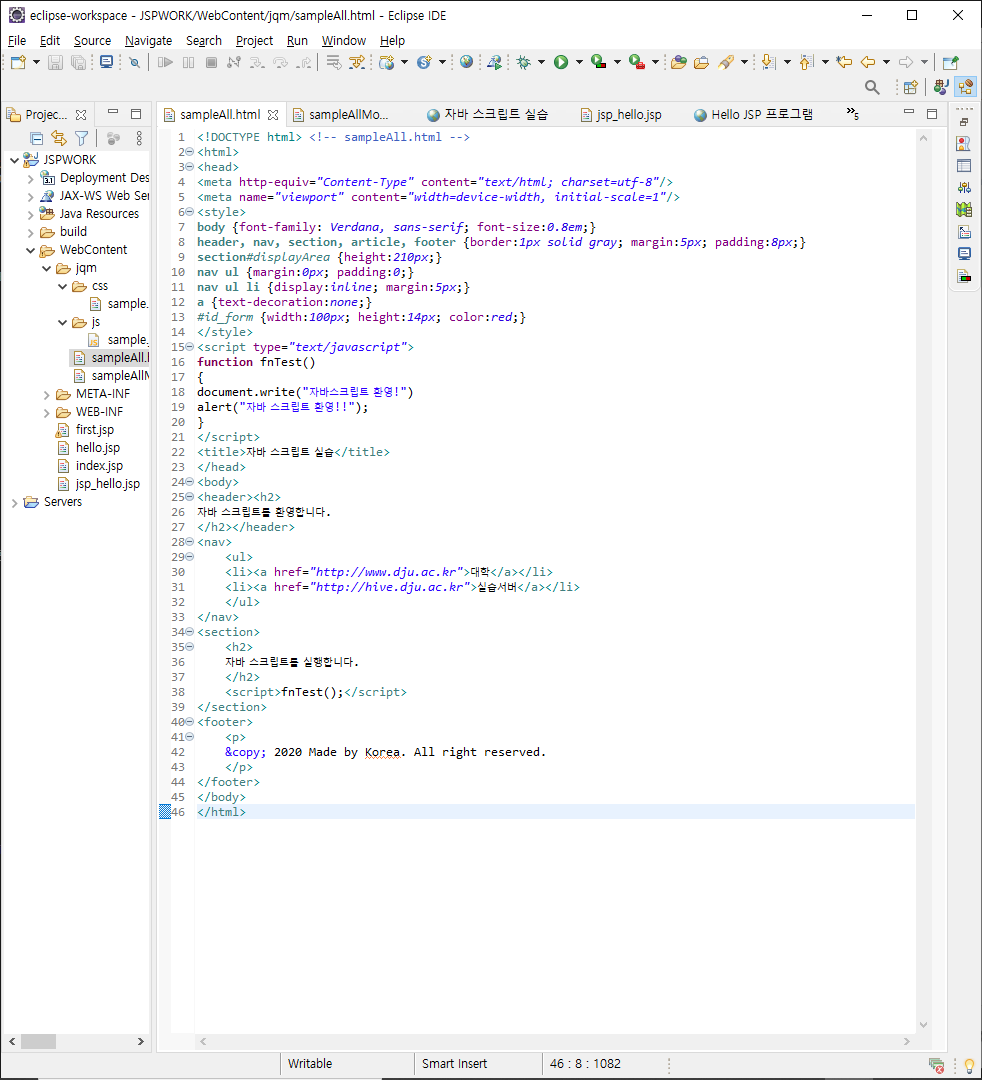 eclipse-workspace - JSPWORK/WebContent/jqm/sampleAll.html - Eclipse IDE
File Edit Source Navigate Search Project Run Window Help
Projec...
sampleAll.html
sampleAllMo...
자바 스크립트 실습
jsp_hello.jsp
Hello JSP 프로그램
»5
JSPWORK
Deployment Des
JAX-WS Web Ser
Java Resources
build
WebContent
jqm
css
sample.
js
sample.
sampleAll.h
sampleAllM
META-INF
WEB-INF
first.jsp
hello.jsp
index.jsp
jsp_hello.jsp
Servers
1 <!DOCTYPE html> <!-- sampleAll.html -->
2 <html>
3 <head>
4 <meta http-equiv="Content-Type" content="text/html; charset=utf-8"/>
5 <meta name="viewport" content="width=device-width, initial-scale=1"/>
6 <style>
7 body {font-family: Verdana, sans-serif; font-size:0.8em;}
8 header, nav, section, article, footer {border:1px solid gray; margin:5px; padding:8px;}
9 section#displayArea {height:210px;}
10 nav ul {margin:0px; padding:0;}
11 nav ul li {display:inline; margin:5px;}
12 a {text-decoration:none;}
13 #id_form {width:100px; height:14px; color:red;}
14 </style>
15 <script type="text/javascript">
16 function fnTest()
17 {
18 document.write("자바스크립트 환영!")
19 alert("자바 스크립트 환영!!");
20 }
21 </script>
22 <title>자바 스크립트 실습</title>
23 </head>
24 <body>
25 <header><h2>
26 자바 스크립트를 환영합니다.
27 </h2></header>
28 <nav>
29 <ul>
30 <li><a href="http://www.dju.ac.kr">대학</a></li>
31 <li><a href="http://hive.dju.ac.kr">실습서버</a></li>
32 </ul>
33 </nav>
34 <section>
35 <h2>
36 자바 스크립트를 실행합니다.
37 </h2>
38 <script>fnTest();</script>
39 </section>
40 <footer>
41 <p>
42 &copy; 2020 Made by Korea. All right reserved.
43 </p>
44 </footer>
45 </body>
46 </html>
Writable
Smart Insert
46 : 8 : 1082